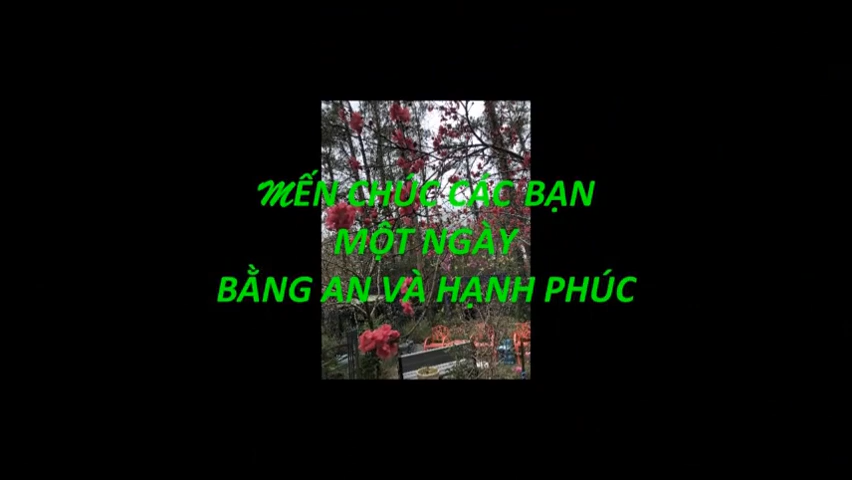 MẾN CHÚC CÁC BẠN
MỘT NGÀY
BẰNG AN VÀ HẠNH PHÚC